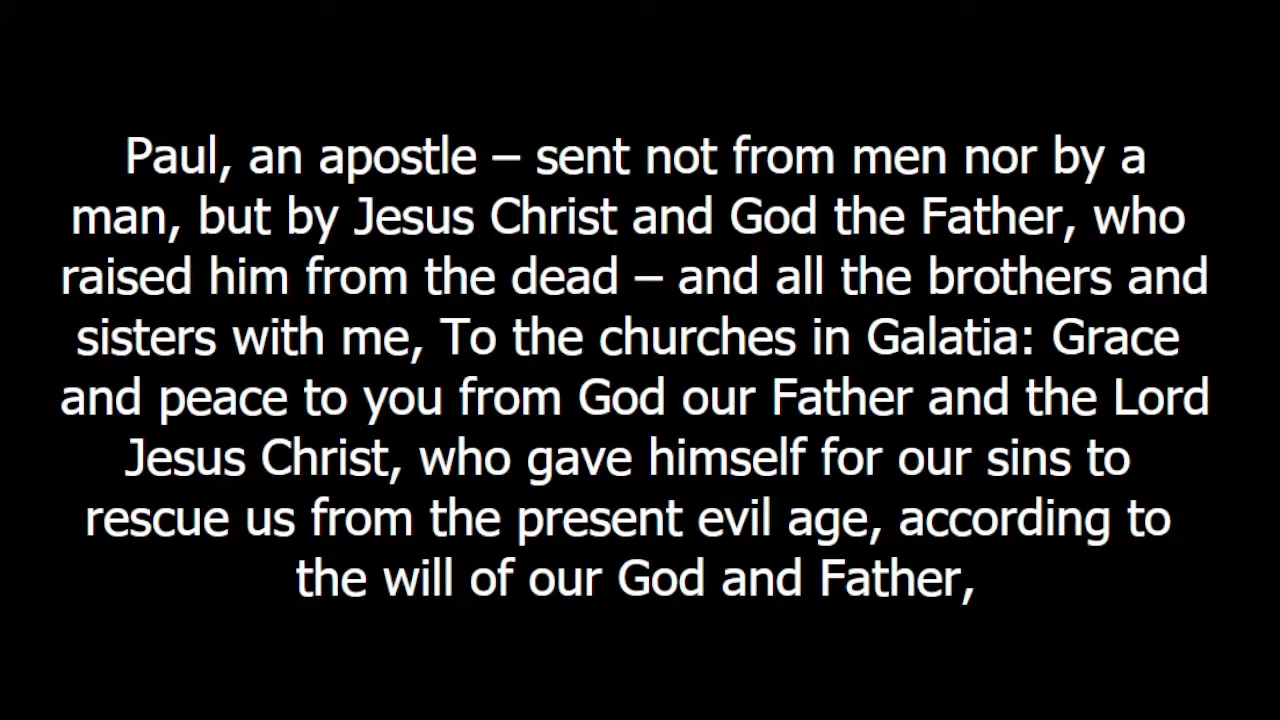 Paul, an apostle – sent not from men nor by a
man, but by Jesus Christ and God the Father, who
raised him from the dead – and all the brothers and
sisters with me, To the churches in Galatia: Grace
and peace to you from God our Father and the Lord
Jesus Christ, who gave himself for our sins to
rescue us from the present evil age, according to
the will of our God and Father,